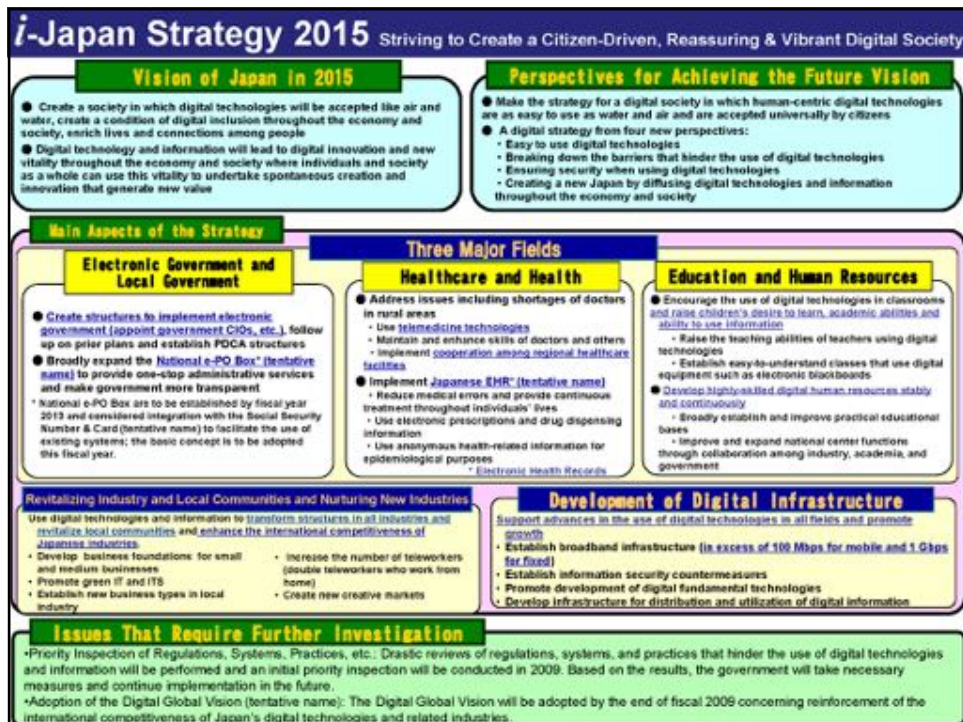 i-Japan Strategy 2015 Striving to Create a Citizen-Driven, Reassuring & Vibrant Digital Society
Vision of Japan in 2015
● Create a society in which digital technologies will be accepted like air and
water, create a condition of digital inclusion throughout the economy and
society, enrich lives and connections among people
● Digital technology and information will lead to digital innovation and new
vitality throughout the economy and society where individuals and society
as a whole can use this vitality to undertake spontaneous creation and
innovation that generate new value
Perspectives for Achieving the Future Vision
● Make the strategy for a digital society in which human-centric digital technologies
are as easy to use as water and air and are accepted universally by citizens
● A digital strategy from four new perspectives:
・Easy to use digital technologies
・Breaking down the barriers that hinder the use of digital technologies
・Ensuring security when using digital technologies
・Creating a new Japan by diffusing digital technologies and information
throughout the economy and society
Main Aspects of the Strategy
Three Major Fields
Electronic Government and
Local Government
● Create structures to implement electronic
government (appoint government CIOs, etc.), follow
up on prior plans and establish PDCA structures
● Broadly expand the National e-PO Box* (tentative
name) to provide one-stop administrative services
and make government more transparent
* National e-PO Box are to be established by fiscal year
2013 and considered integration with the Social Security
Number & Card (tentative name) to facilitate the use of
existing systems; the basic concept is to be adopted
this fiscal year.
Healthcare and Health
● Address issues including shortages of doctors
in rural areas
・Use telemedicine technologies
・Maintain and enhance skills of doctors and others
・Implement cooperation among regional healthcare
facilities
● Implement Japanese EHR* (tentative name)
・Reduce medical errors and provide continuous
treatment throughout individuals' lives
・Use electronic prescriptions and drug dispensing
information
・Use anonymous health-related information for
epidemiological purposes
* Electronic Health Records
Education and Human Resources
● Encourage the use of digital technologies in classrooms
and raise children's desire to learn, academic abilities and
ability to use information
・Raise the teaching abilities of teachers using digital
technologies
・Establish easy-to-understand classes that use digital
equipment such as electronic blackboards
● Develop highly-skilled digital human resources stably
and continuously
・Broadly establish and improve practical educational
bases
・Improve and expand national center functions
through collaboration among industry, academia, and
government
Revitalizing Industry and Local Communities and Nurturing New Industries
Use digital technologies and information to transform structures in all industries and
revitalize local communities and enhance the international competitiveness of
Japanese industries.
• Develop business foundations for small
and medium businesses
• Promote green IT and ITS
• Establish new business types in local
industry
• Increase the number of teleworkers
(double teleworkers who work from
home)
• Create new creative markets
Development of Digital Infrastructure
Support advances in the use of digital technologies in all fields and promote
growth
• Establish broadband infrastructure (in excess of 100 Mbps for mobile and 1 Gbps
for fixed)
• Establish information security countermeasures
• Promote development of digital fundamental technologies
• Develop infrastructure for distribution and utilization of digital information
Issues That Require Further Investigation
•Priority Inspection of Regulations, Systems, Practices, etc.: Drastic reviews of regulations, systems, and practices that hinder the use of digital technologies
and information will be performed and an initial priority inspection will be conducted in 2009. Based on the results, the government will take necessary
measures and continue implementation in the future.
•Adoption of the Digital Global Vision (tentative name): The Digital Global Vision will be adopted by the end of fiscal 2009 concerning reinforcement of the
international competitiveness of Japan's digital technologies and related industries.